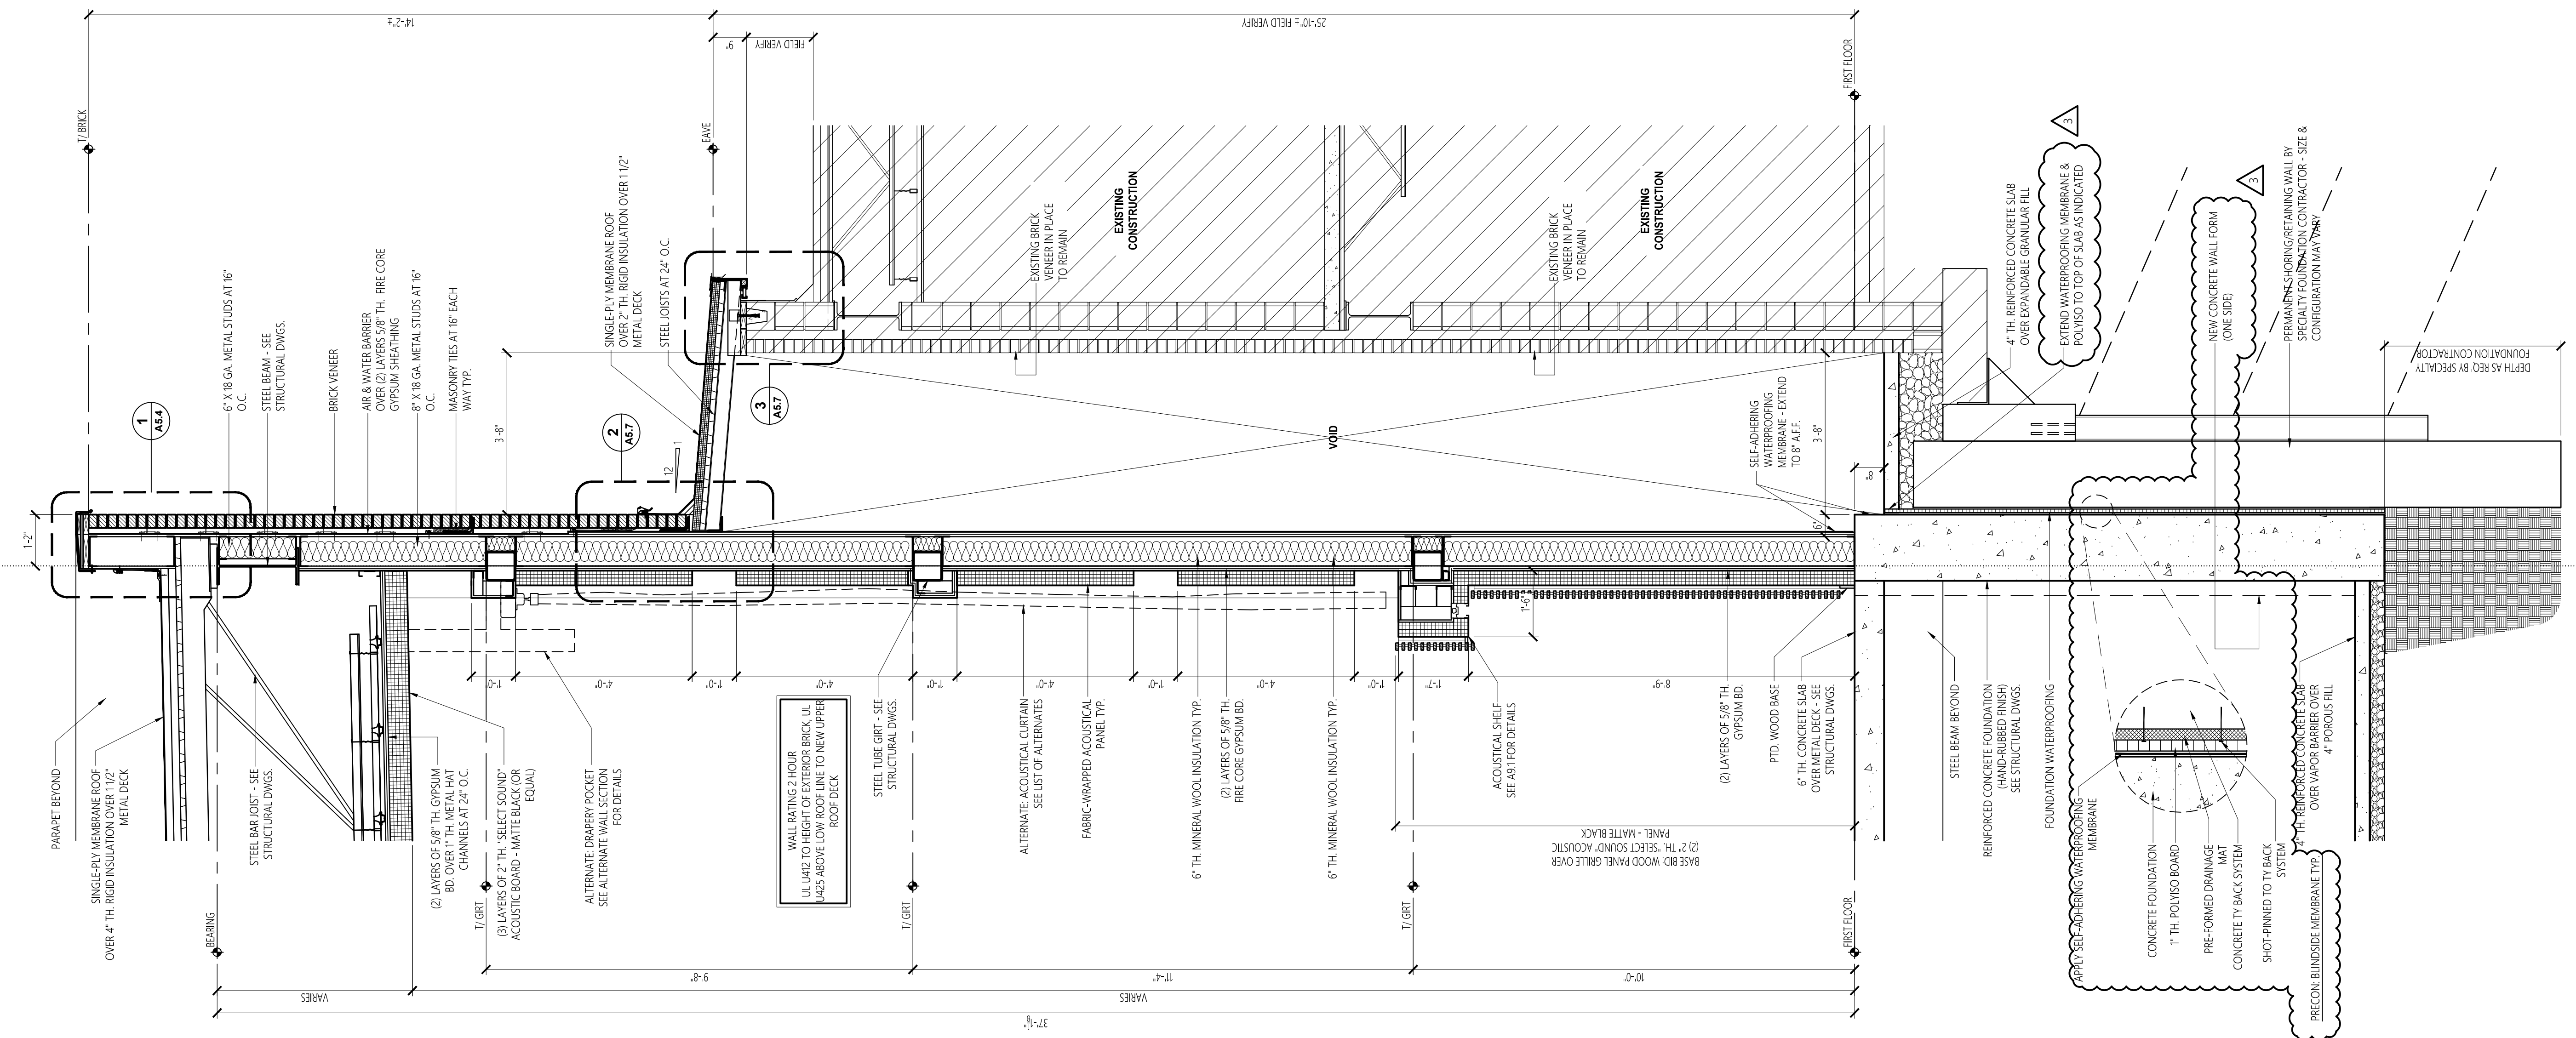 14'-2" ±
25'-10" ± FIELD VERIFY
9"
FIELD VERIFY
T/ BRICK
EAVE
FIRST FLOOR
1'-2"
1
A5.4
6" X 18 GA. METAL STUDS AT 16"
O.C.
STEEL BEAM - SEE
STRUCTURAL DWGS.
BRICK VENEER
AIR & WATER BARRIER
OVER (2) LAYERS 5/8" TH. FIRE CORE
GYPSUM SHEATHING
8" X 18 GA. METAL STUDS AT 16"
O.C.
MASONRY TIES AT 16" EACH
WAY TYP.
3'-8"
2
A5.7
12
1
SINGLE-PLY MEMBRANE ROOF
OVER 2" TH. RIGID INSULATION OVER 1 1/2"
METAL DECK
STEEL JOISTS AT 24" O.C.
3
A5.7
EXISTING BRICK
VENEER IN PLACE
TO REMAIN
EXISTING
CONSTRUCTION
EXISTING BRICK
VENEER IN PLACE
TO REMAIN
EXISTING
CONSTRUCTION
VOID
SELF-ADHERING
WATERPROOFING
MEMBRANE - EXTEND
TO 8" A.F.F.
3'-8"
8"
6"
4" TH. REINFORCED CONCRETE SLAB
OVER EXPANDABLE GRANULAR FILL
3
EXTEND WATERPROOFING MEMBRANE &
POLYISO TO TOP OF SLAB AS INDICATED
3
NEW CONCRETE WALL FORM
(ONE SIDE)
PERMANENT SHORING/RETAINING WALL BY
SPECIALTY FOUNDATION CONTRACTOR - SIZE &
CONFIGURATION MAY VARY
DEPTH AS REQ. BY SPECIALTY
FOUNDATION CONTRACTOR
PARAPET BEYOND
SINGLE-PLY MEMBRANE ROOF
OVER 4" TH. RIGID INSULATION OVER 1 1/2"
METAL DECK
BEARING
STEEL BAR JOIST - SEE
STRUCTURAL DWGS.
(2) LAYERS OF 5/8" TH. GYPSUM
BD. OVER 1" TH. METAL HAT
CHANNELS AT 24" O.C.
T/ GIRT
(3) LAYERS OF 2" TH. "SELECT SOUND"
ACOUSTIC BOARD - MATTE BLACK (OR
EQUAL)
ALTERNATE: DRAPERY POCKET
SEE ALTERNATE WALL SECTION
FOR DETAILS
1'-0"
4'-0"
1'-0"
4'-0"
1'-0"
4'-0"
1'-0"
4'-0"
1'-0"
1'-7"
8'-9"
1'-6"
WALL RATING 2 HOUR
UL U412 TO HEIGHT OF EXTERIOR BRICK, UL
U425 ABOVE LOW ROOF LINE TO NEW UPPER
ROOF DECK
STEEL TUBE GIRT - SEE
STRUCTURAL DWGS.
T/ GIRT
ALTERNATE: ACOUSTICAL CURTAIN
SEE LIST OF ALTERNATES
FABRIC-WRAPPED ACOUSTICAL
PANEL TYP.
6" TH. MINERAL WOOL INSULATION TYP.
(2) LAYERS OF 5/8" TH.
FIRE CORE GYPSUM BD.
6" TH. MINERAL WOOL INSULATION TYP.
T/ GIRT
ACOUSTICAL SHELF-
SEE A9.1 FOR DETAILS
BASE BID: WOOD PANEL GRILLE OVER
(2) 2" TH. "SELECT SOUND" ACOUSTIC
PANEL - MATTE BLACK
(2) LAYERS OF 5/8" TH.
GYPSUM BD.
PTD. WOOD BASE
6" TH. CONCRETE SLAB
OVER METAL DECK - SEE
STRUCTURAL DWGS.
FIRST FLOOR
STEEL BEAM BEYOND
REINFORCED CONCRETE FOUNDATION
(HAND-RUBBED FINISH)
SEE STRUCTURAL DWGS.
FOUNDATION WATERPROOFING
APPLY SELF-ADHERING WATERPROOFING
MEMBRANE
CONCRETE FOUNDATION
1" TH. POLYISO BOARD
PRE-FORMED DRAINAGE
MAT
CONCRETE TY BACK SYSTEM
SHOT-PINNED TO TY BACK
SYSTEM
4" TH. REINFORCED CONCRETE SLAB
OVER VAPOR BARRIER OVER
4" POROUS FILL
PRECON: BLINDSIDE MEMBRANE TYP.
9'-8"
11'-4"
10'-0"
VARIES
VARIES
37'-1⅛"